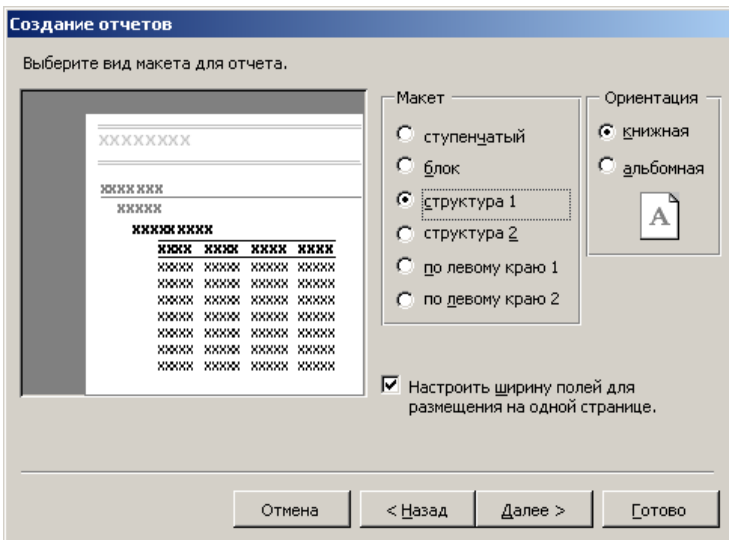 Создание отчетов
Выберите вид макета для отчета.
XXXXXXXX
XXXXXXX
XXXXX
XXXXXXXXX
XXXX XXXX XXXX XXXX
XXXXX XXXXX XXXXX XXXXX
XXXXX XXXXX XXXXX XXXXX
XXXXX XXXXX XXXXX XXXXX
XXXXX XXXXX XXXXX XXXXX
XXXXX XXXXX XXXXX XXXXX
XXXXX XXXXX XXXXX XXXXX
XXXXX XXXXX XXXXX XXXXX
Макет
ступенчатый
блок
структура 1
структура 2
по левому краю 1
по левому краю 2
Ориентация
книжная
альбомная
A
Настроить ширину полей для
размещения на одной странице.
Отмена
< Назад
Далее >
Готово